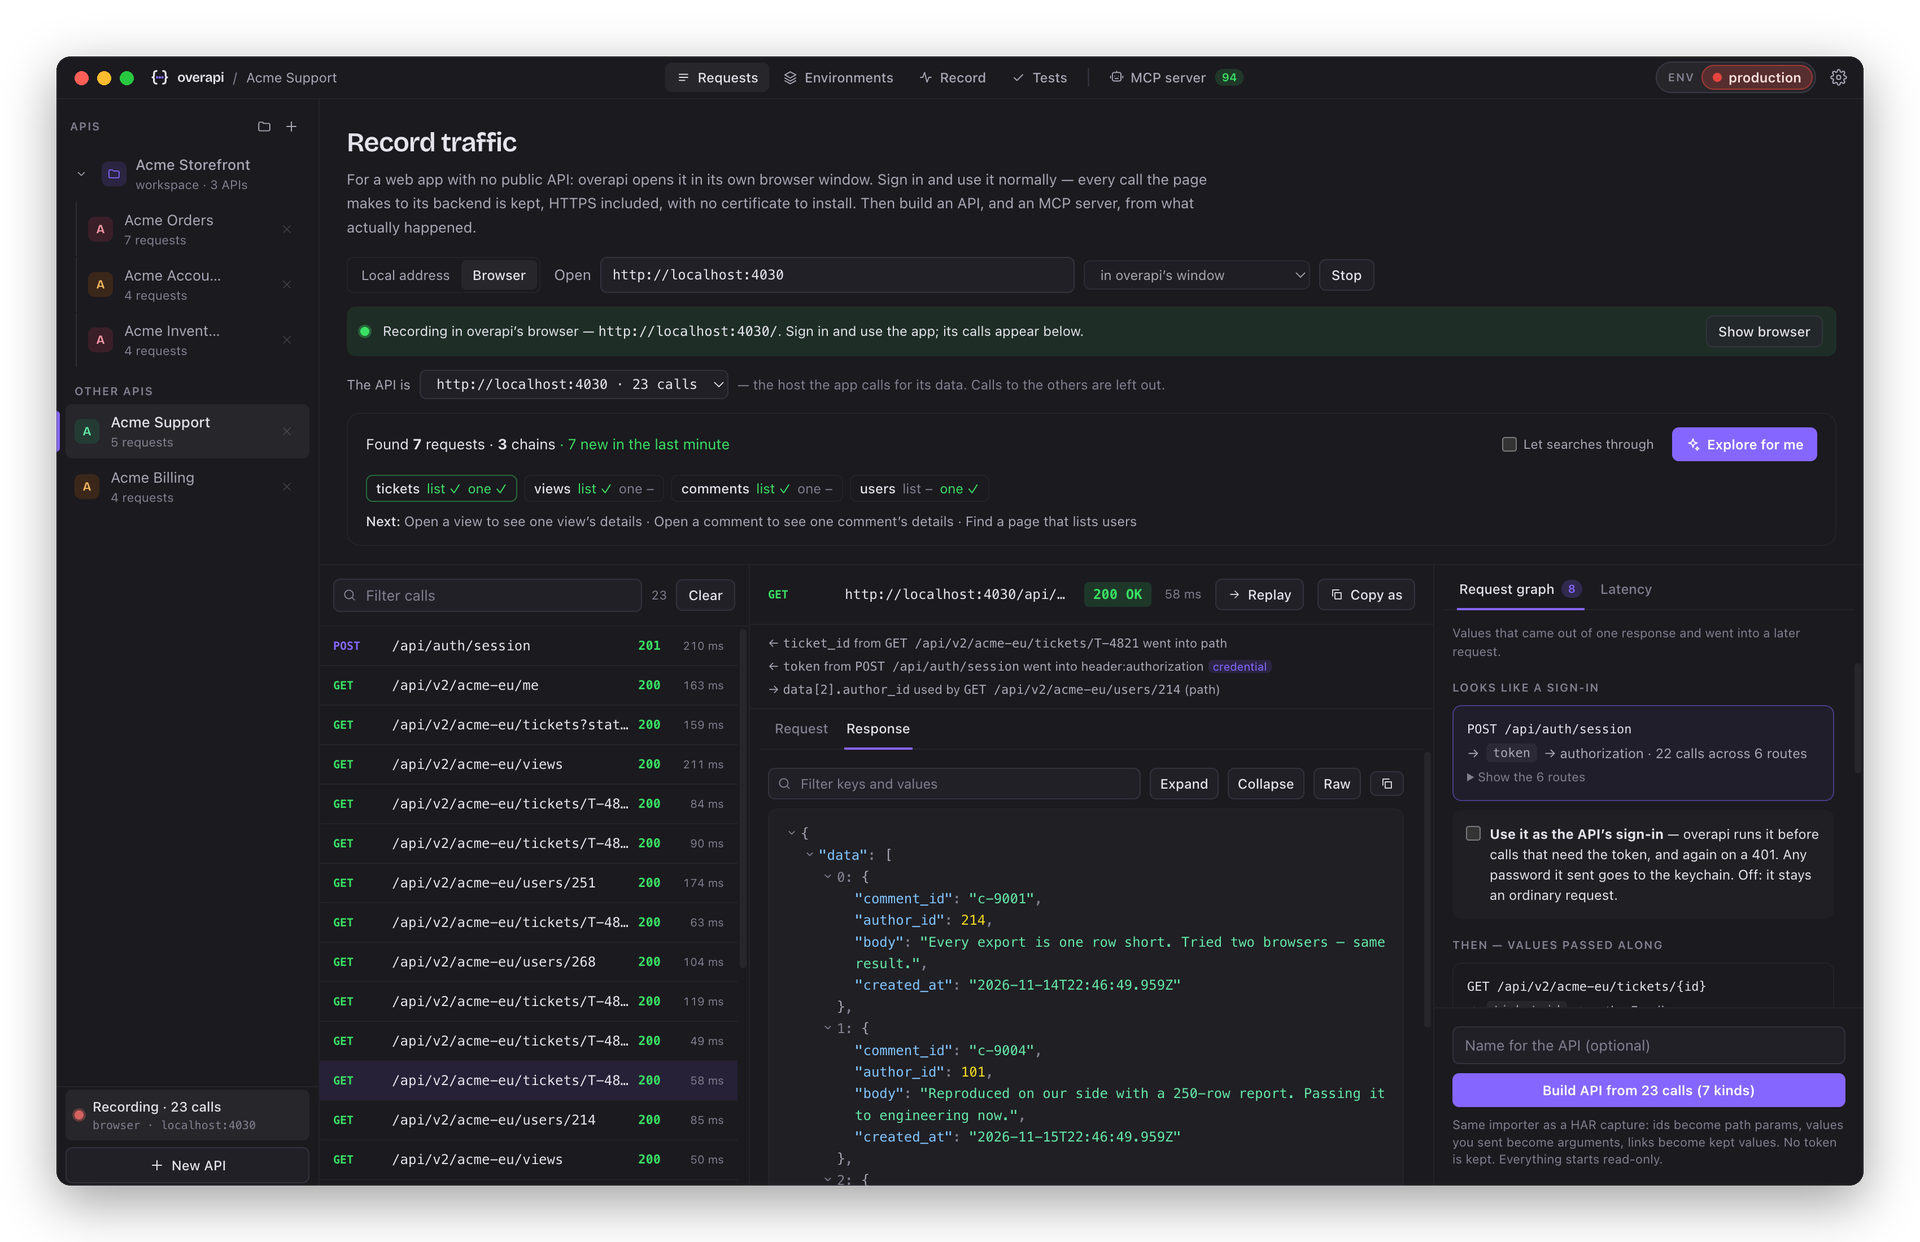 overapi / Acme Support
Requests
Environments
Record
Tests
MCP server 94
ENV production
APIS
Acme Storefront
workspace · 3 APIs
A Acme Orders
7 requests
A Acme Accou...
4 requests
A Acme Invent...
4 requests
OTHER APIS
A Acme Support
5 requests
A Acme Billing
4 requests
Recording · 23 calls
browser · localhost:4030
+ New API
Record traffic
For a web app with no public API: overapi opens it in its own browser window. Sign in and use it normally — every call the page
makes to its backend is kept, HTTPS included, with no certificate to install. Then build an API, and an MCP server, from what
actually happened.
Local address Browser Open http://localhost:4030 in overapi's window Stop
Recording in overapi's browser — http://localhost:4030/. Sign in and use the app; its calls appear below. Show browser
The API is http://localhost:4030 · 23 calls — the host the app calls for its data. Calls to the others are left out.
Found 7 requests · 3 chains · 7 new in the last minute
Let searches through Explore for me
tickets list ✓ one ✓ views list ✓ one – comments list ✓ one – users list – one ✓
Next: Open a view to see one view's details · Open a comment to see one comment's details · Find a page that lists users
Filter calls 23 Clear
POST /api/auth/session 201 210 ms
GET /api/v2/acme-eu/me 200 163 ms
GET /api/v2/acme-eu/tickets?stat… 200 159 ms
GET /api/v2/acme-eu/views 200 211 ms
GET /api/v2/acme-eu/tickets/T-48… 200 84 ms
GET /api/v2/acme-eu/tickets/T-48… 200 90 ms
GET /api/v2/acme-eu/users/251 200 174 ms
GET /api/v2/acme-eu/tickets/T-48… 200 63 ms
GET /api/v2/acme-eu/users/268 200 104 ms
GET /api/v2/acme-eu/tickets/T-48… 200 119 ms
GET /api/v2/acme-eu/tickets/T-48… 200 49 ms
GET /api/v2/acme-eu/tickets/T-48… 200 58 ms
GET /api/v2/acme-eu/users/214 200 85 ms
GET /api/v2/acme-eu/views 200 50 ms
GET http://localhost:4030/api/… 200 OK 58 ms → Replay Copy as
← ticket_id from GET /api/v2/acme-eu/tickets/T-4821 went into path
← token from POST /api/auth/session went into header:authorization credential
→ data[2].author_id used by GET /api/v2/acme-eu/users/214 (path)
Request Response
Filter keys and values Expand Collapse Raw
{
"data": [
0: {
"comment_id": "c-9001",
"author_id": 214,
"body": "Every export is one row short. Tried two browsers — same
result.",
"created_at": "2026-11-14T22:46:49.959Z"
},
1: {
"comment_id": "c-9004",
"author_id": 101,
"body": "Reproduced on our side with a 250-row report. Passing it
to engineering now.",
"created_at": "2026-11-15T22:46:49.959Z"
},
2: {
Request graph 8 Latency
Values that came out of one response and went into a later
request.
LOOKS LIKE A SIGN-IN
POST /api/auth/session
→ token → authorization · 22 calls across 6 routes
Show the 6 routes
Use it as the API's sign-in — overapi runs it before
calls that need the token, and again on a 401. Any
password it sent goes to the keychain. Off: it stays
an ordinary request.
THEN — VALUES PASSED ALONG
GET /api/v2/acme-eu/tickets/{id}
Name for the API (optional)
Build API from 23 calls (7 kinds)
Same importer as a HAR capture: ids become path params, values
you sent become arguments, links become kept values. No token
is kept. Everything starts read-only.